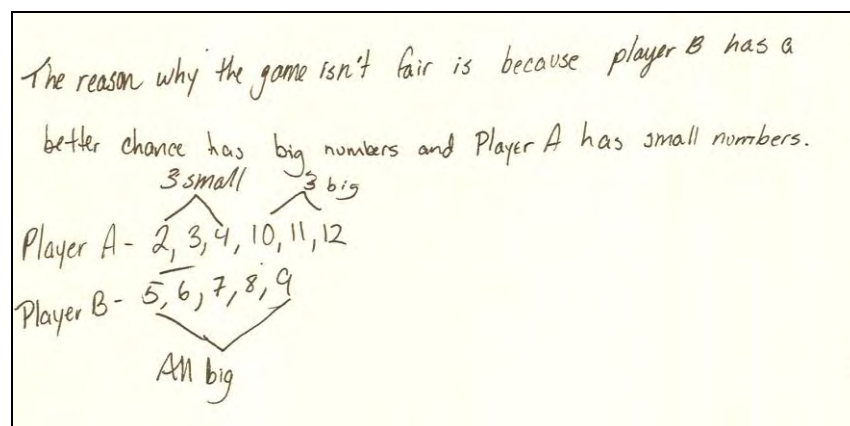 The reason why the game isn't fair is because player B has a
better chance has big numbers and Player A has small numbers.
3 small 3 big
Player A- 2, 3, 4, 10, 11, 12
Player B- 5, 6, 7, 8, 9
All big